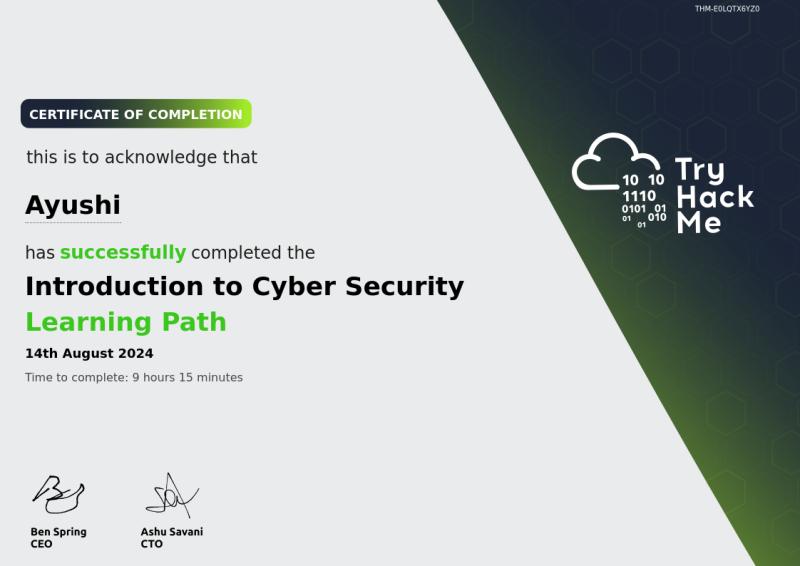 THM-E0LQTX6YZ0
CERTIFICATE OF COMPLETION
this is to acknowledge that
Ayushi
has successfully completed the
Introduction to Cyber Security
Learning Path
14th August 2024
Time to complete: 9 hours 15 minutes
10 10
1110
0101 01
01 010
01
Try
Hack
Me
Ben Spring
CEO
Ashu Savani
CTO